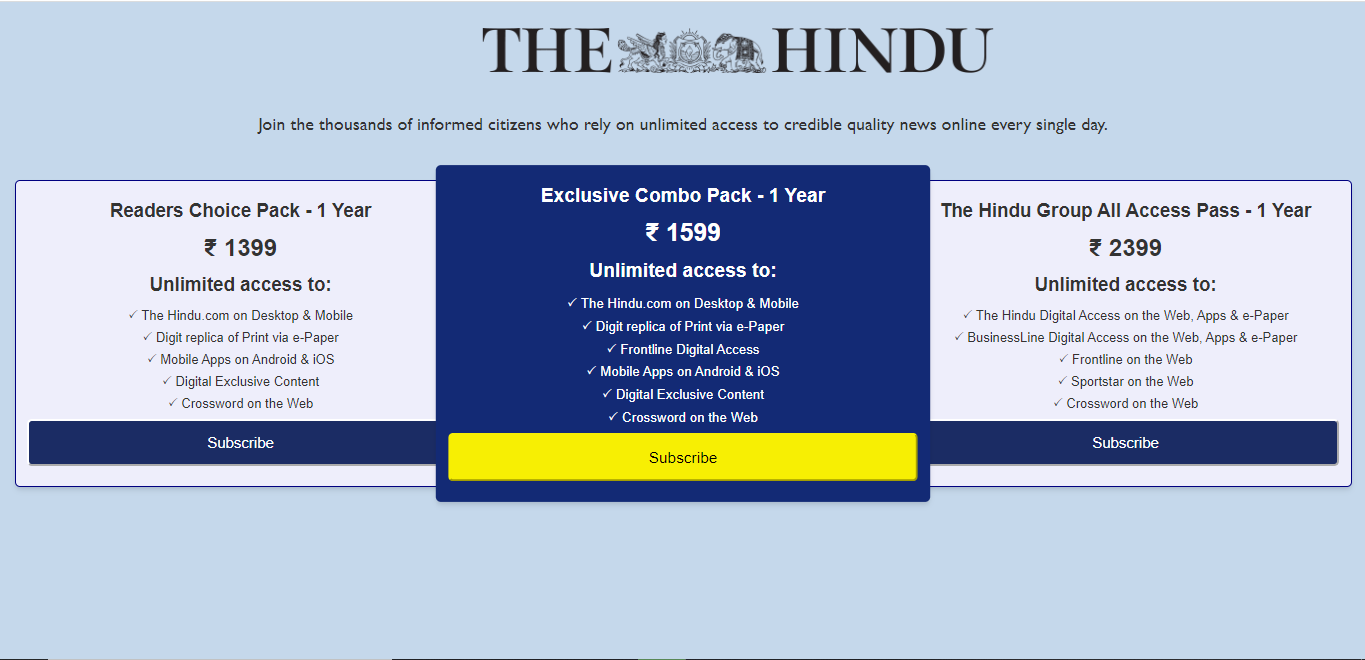 THE HINDU
Join the thousands of informed citizens who rely on unlimited access to credible quality news online every single day.
Readers Choice Pack - 1 Year
₹ 1399
Unlimited access to:
✓ The Hindu.com on Desktop & Mobile
✓ Digit replica of Print via e-Paper
✓ Mobile Apps on Android & iOS
✓ Digital Exclusive Content
✓ Crossword on the Web
Subscribe
Exclusive Combo Pack - 1 Year
₹ 1599
Unlimited access to:
✓ The Hindu.com on Desktop & Mobile
✓ Digit replica of Print via e-Paper
✓ Frontline Digital Access
✓ Mobile Apps on Android & iOS
✓ Digital Exclusive Content
✓ Crossword on the Web
Subscribe
The Hindu Group All Access Pass - 1 Year
₹ 2399
Unlimited access to:
✓ The Hindu Digital Access on the Web, Apps & e-Paper
✓ BusinessLine Digital Access on the Web, Apps & e-Paper
✓ Frontline on the Web
✓ Sportstar on the Web
✓ Crossword on the Web
Subscribe